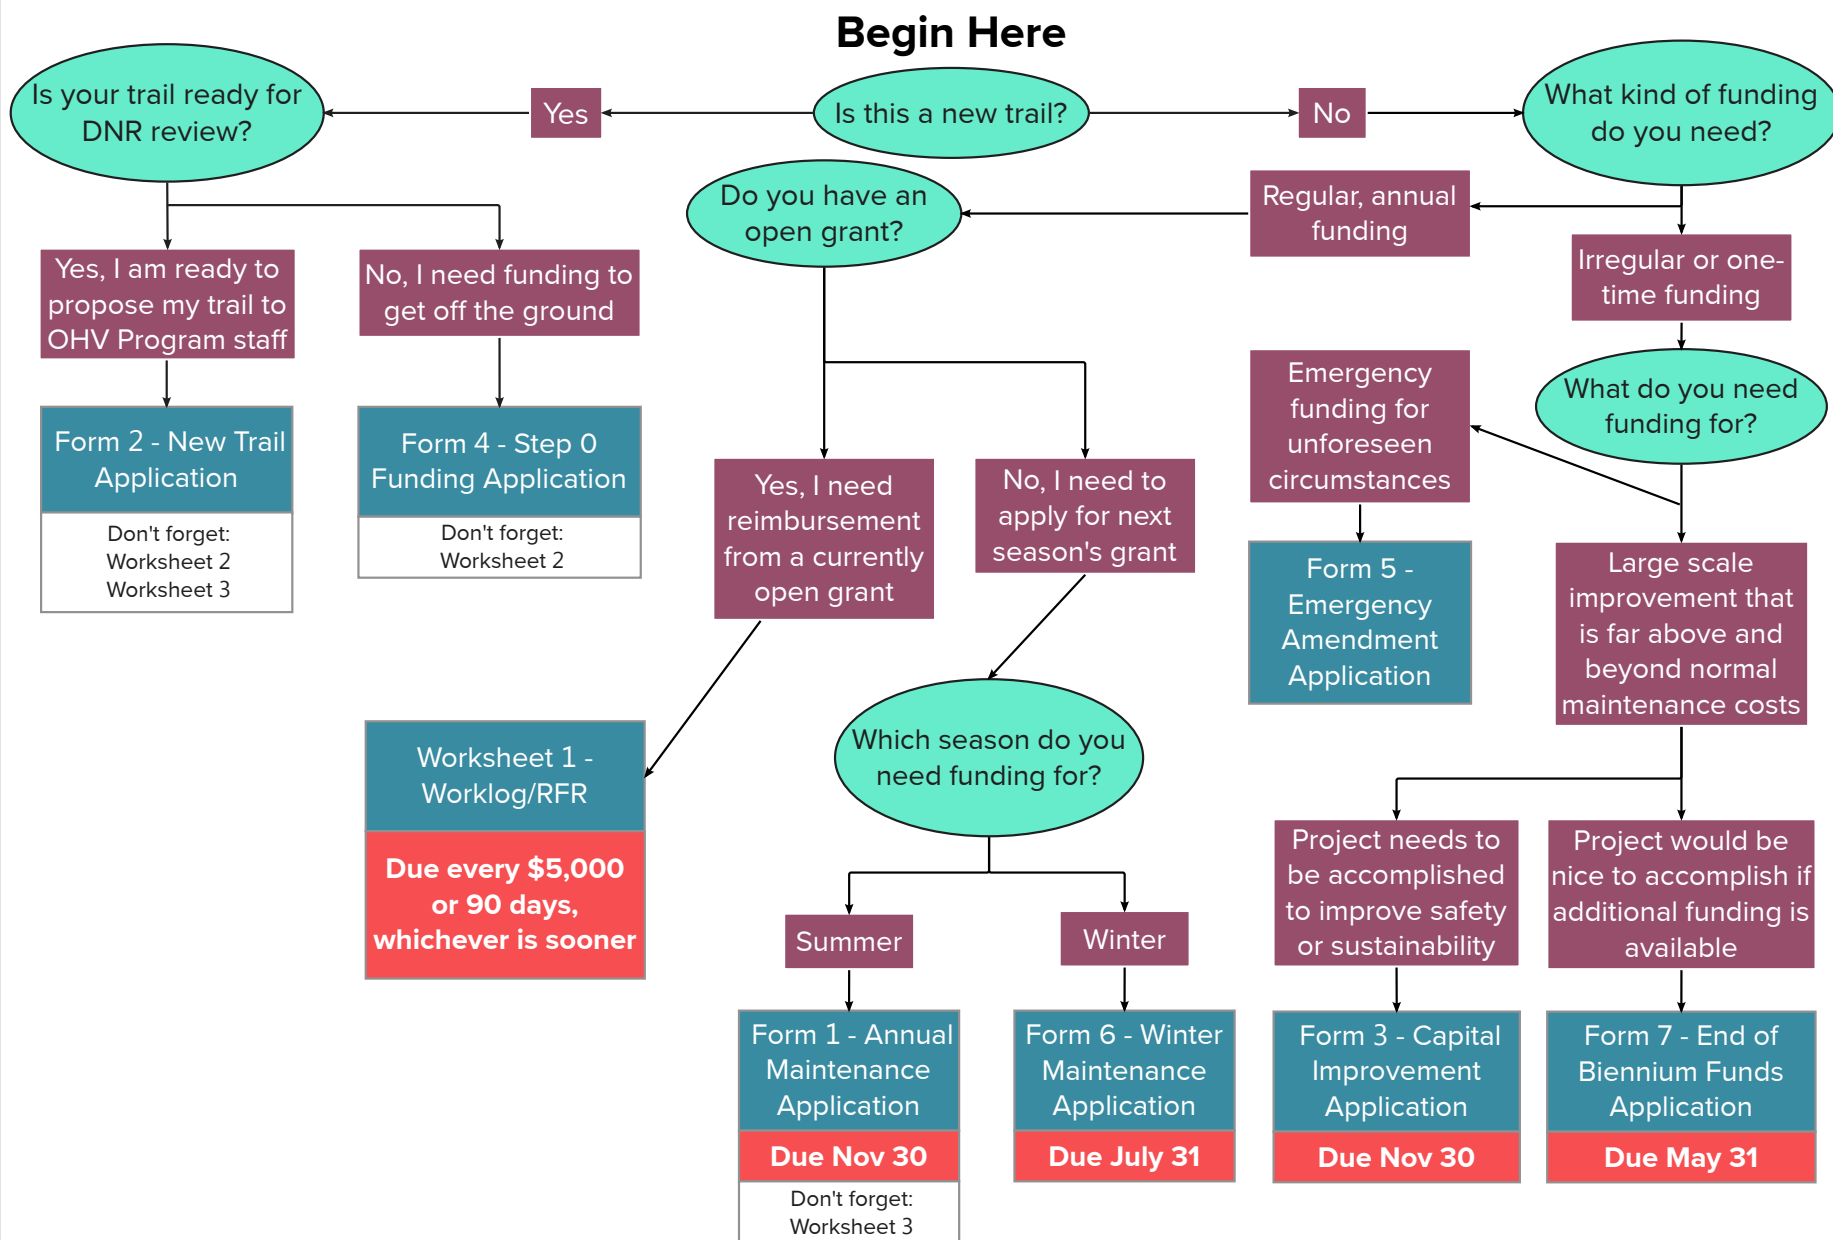 Begin Here
Is this a new trail?
Yes
Is your trail ready for
DNR review?
Yes, I am ready to
propose my trail to
OHV Program staff
Form 2 - New Trail
Application
Don't forget:
Worksheet 2
Worksheet 3
No, I need funding to
get off the ground
Form 4 - Step 0
Funding Application
Don't forget:
Worksheet 2
No
What kind of funding
do you need?
Regular, annual
funding
Do you have an
open grant?
Yes, I need
reimbursement
from a currently
open grant
Worksheet 1 -
Worklog/RFR
Due every $5,000
or 90 days,
whichever is sooner
No, I need to
apply for next
season's grant
Which season do you
need funding for?
Summer
Form 1 - Annual
Maintenance
Application
Due Nov 30
Don't forget:
Worksheet 3
Winter
Form 6 - Winter
Maintenance
Application
Due July 31
Irregular or one-
time funding
What do you need
funding for?
Emergency
funding for
unforeseen
circumstances
Form 5 -
Emergency
Amendment
Application
Large scale
improvement that
is far above and
beyond normal
maintenance costs
Project needs to
be accomplished
to improve safety
or sustainability
Form 3 - Capital
Improvement
Application
Due Nov 30
Project would be
nice to accomplish if
additional funding is
available
Form 7 - End of
Biennium Funds
Application
Due May 31